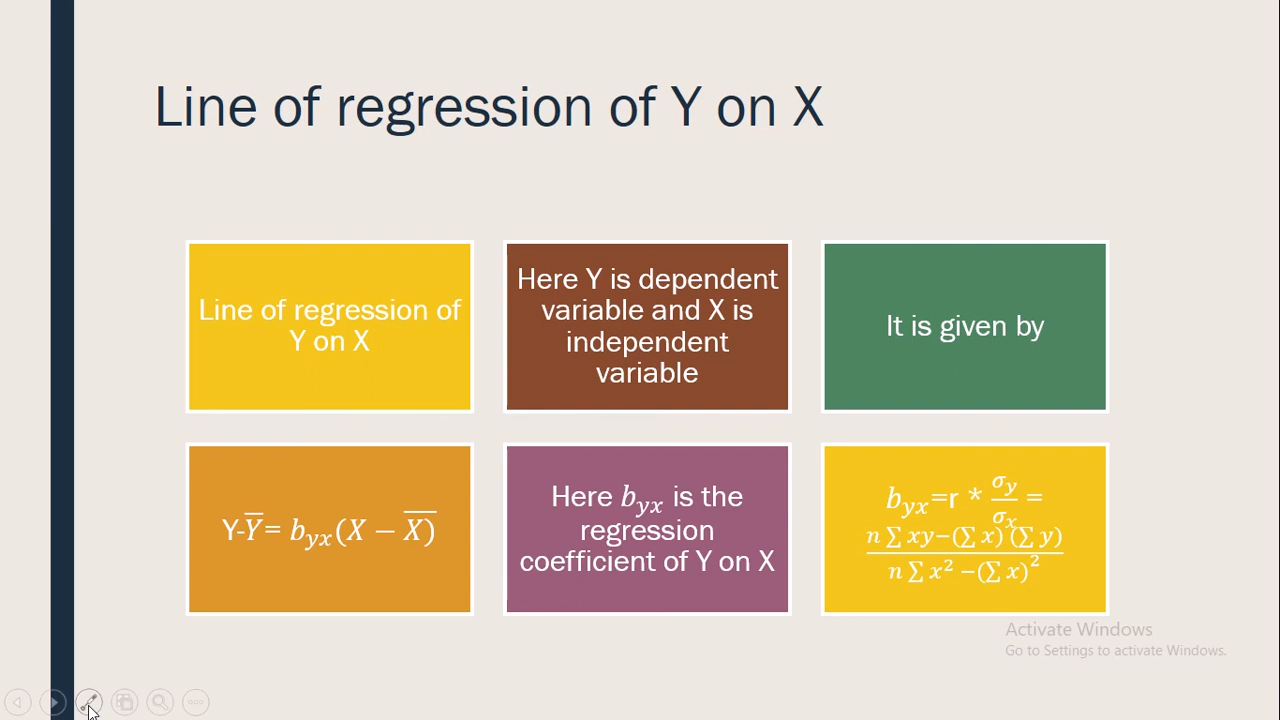 Line of regression of Y on X
Line of regression of
Y on X
Here Y is dependent
variable and X is
independent
variable
It is given by
Y-Y̅= b_yx(X − X̅)
Here b_yx is the
regression
coefficient of Y on X
b_yx=r * σ_y/σ_x =
(n ∑ xy−(∑ x)(∑ y))/(n ∑ x² −(∑ x)²)
Activate Windows
Go to Settings to activate Windows.